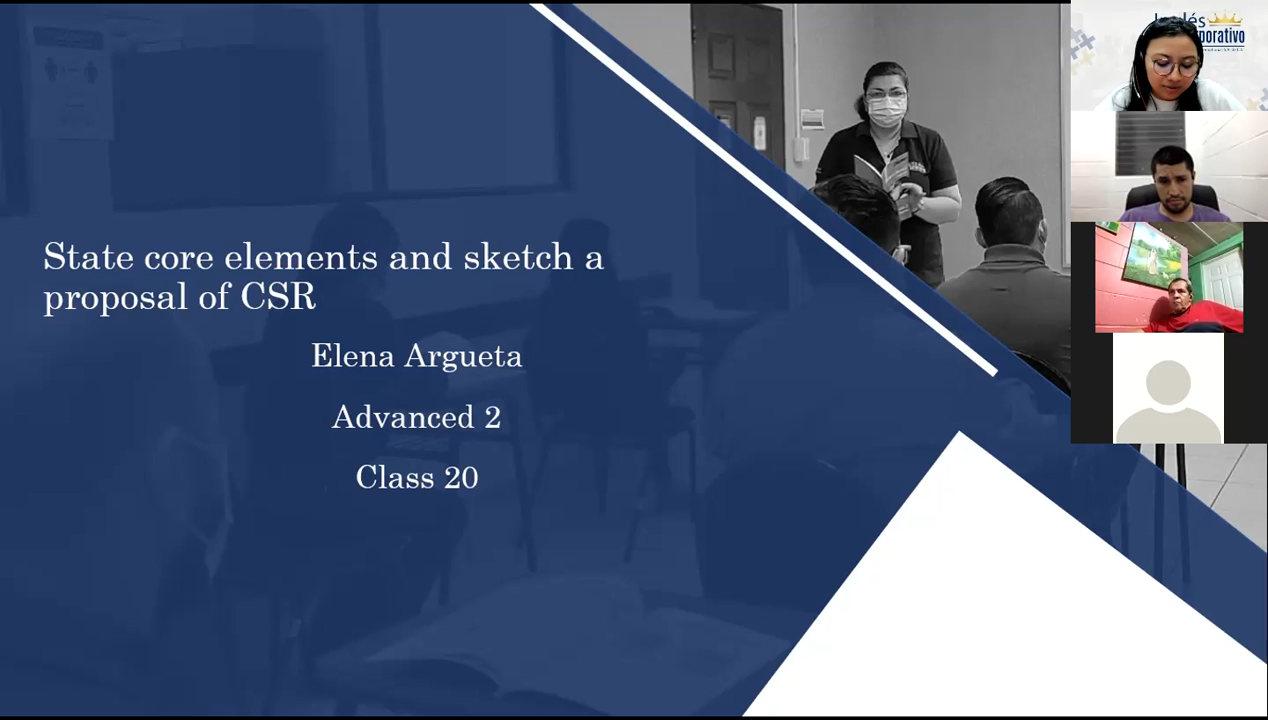 State core elements and sketch a
proposal of CSR
Elena Argueta
Advanced 2
Class 20